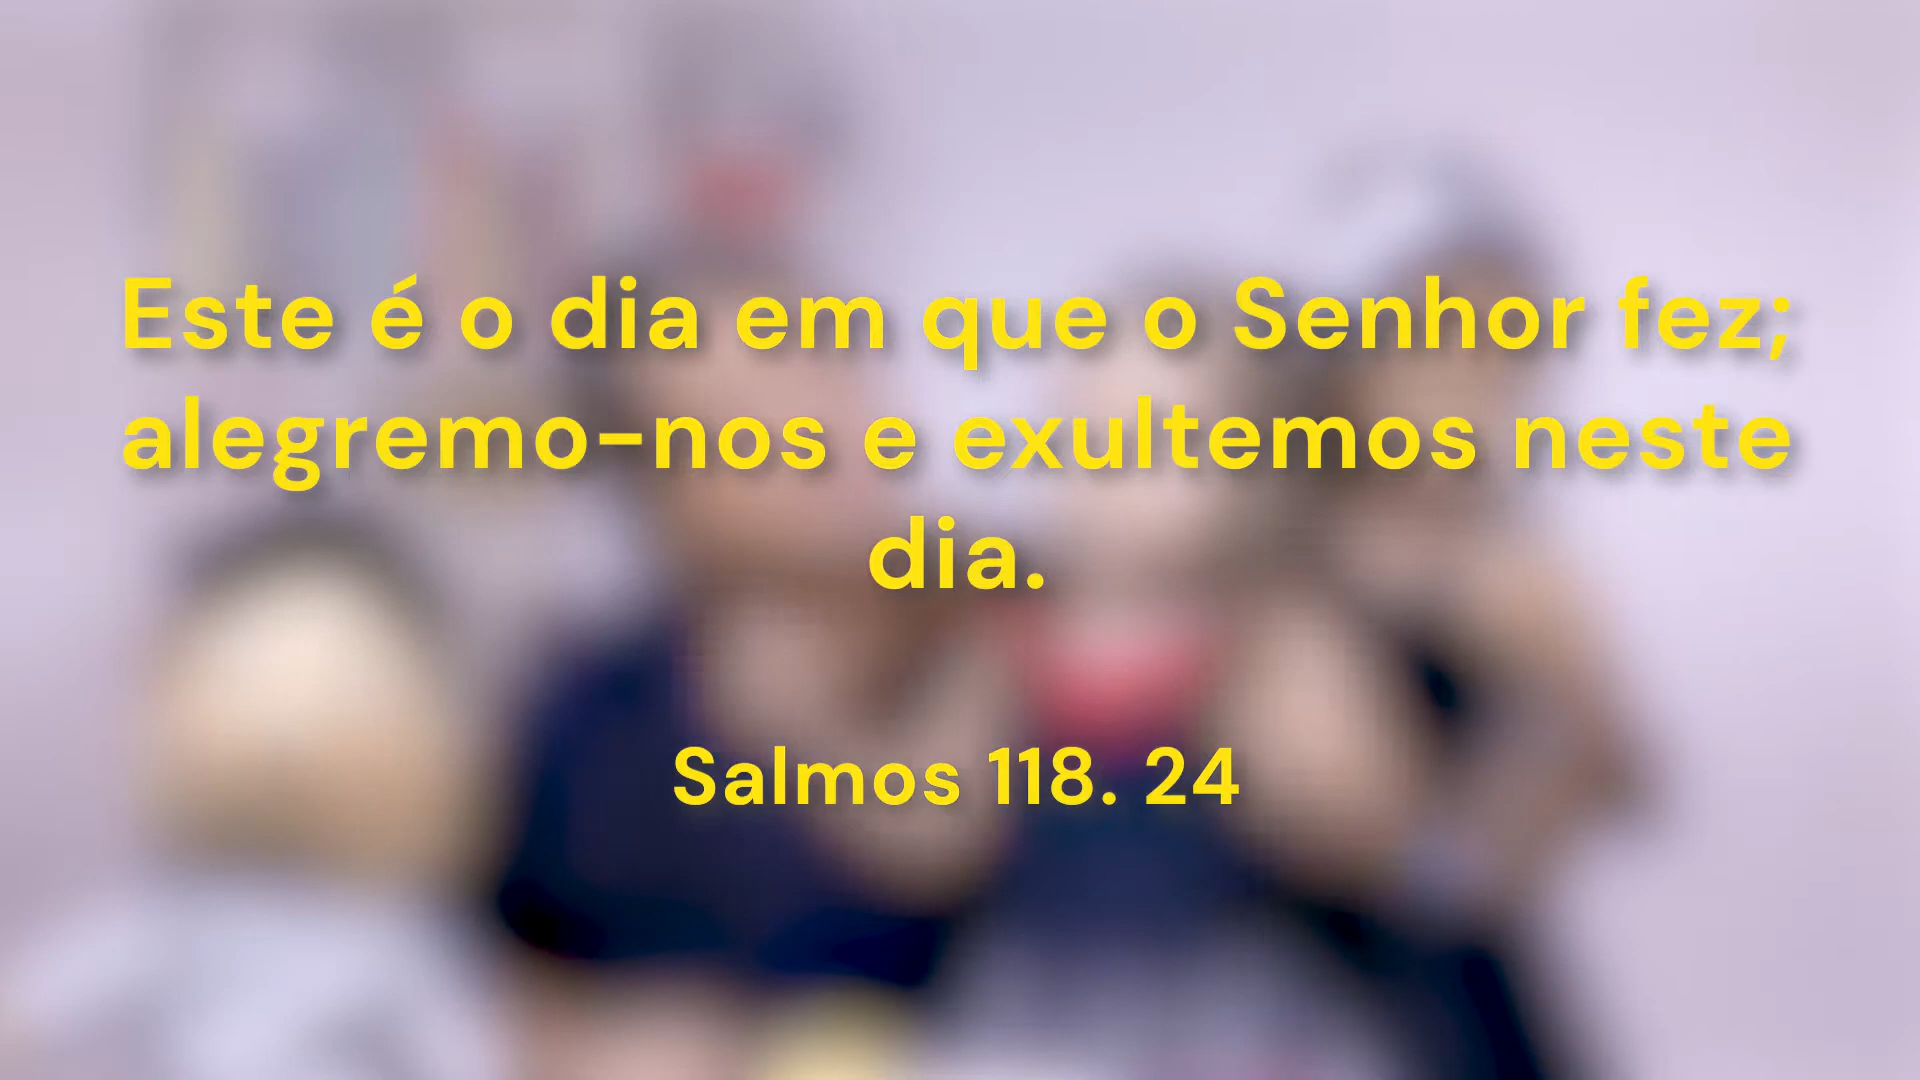 Este é o dia em que o Senhor fez;
alegremo-nos e exultemos neste
dia.
Salmos 118. 24